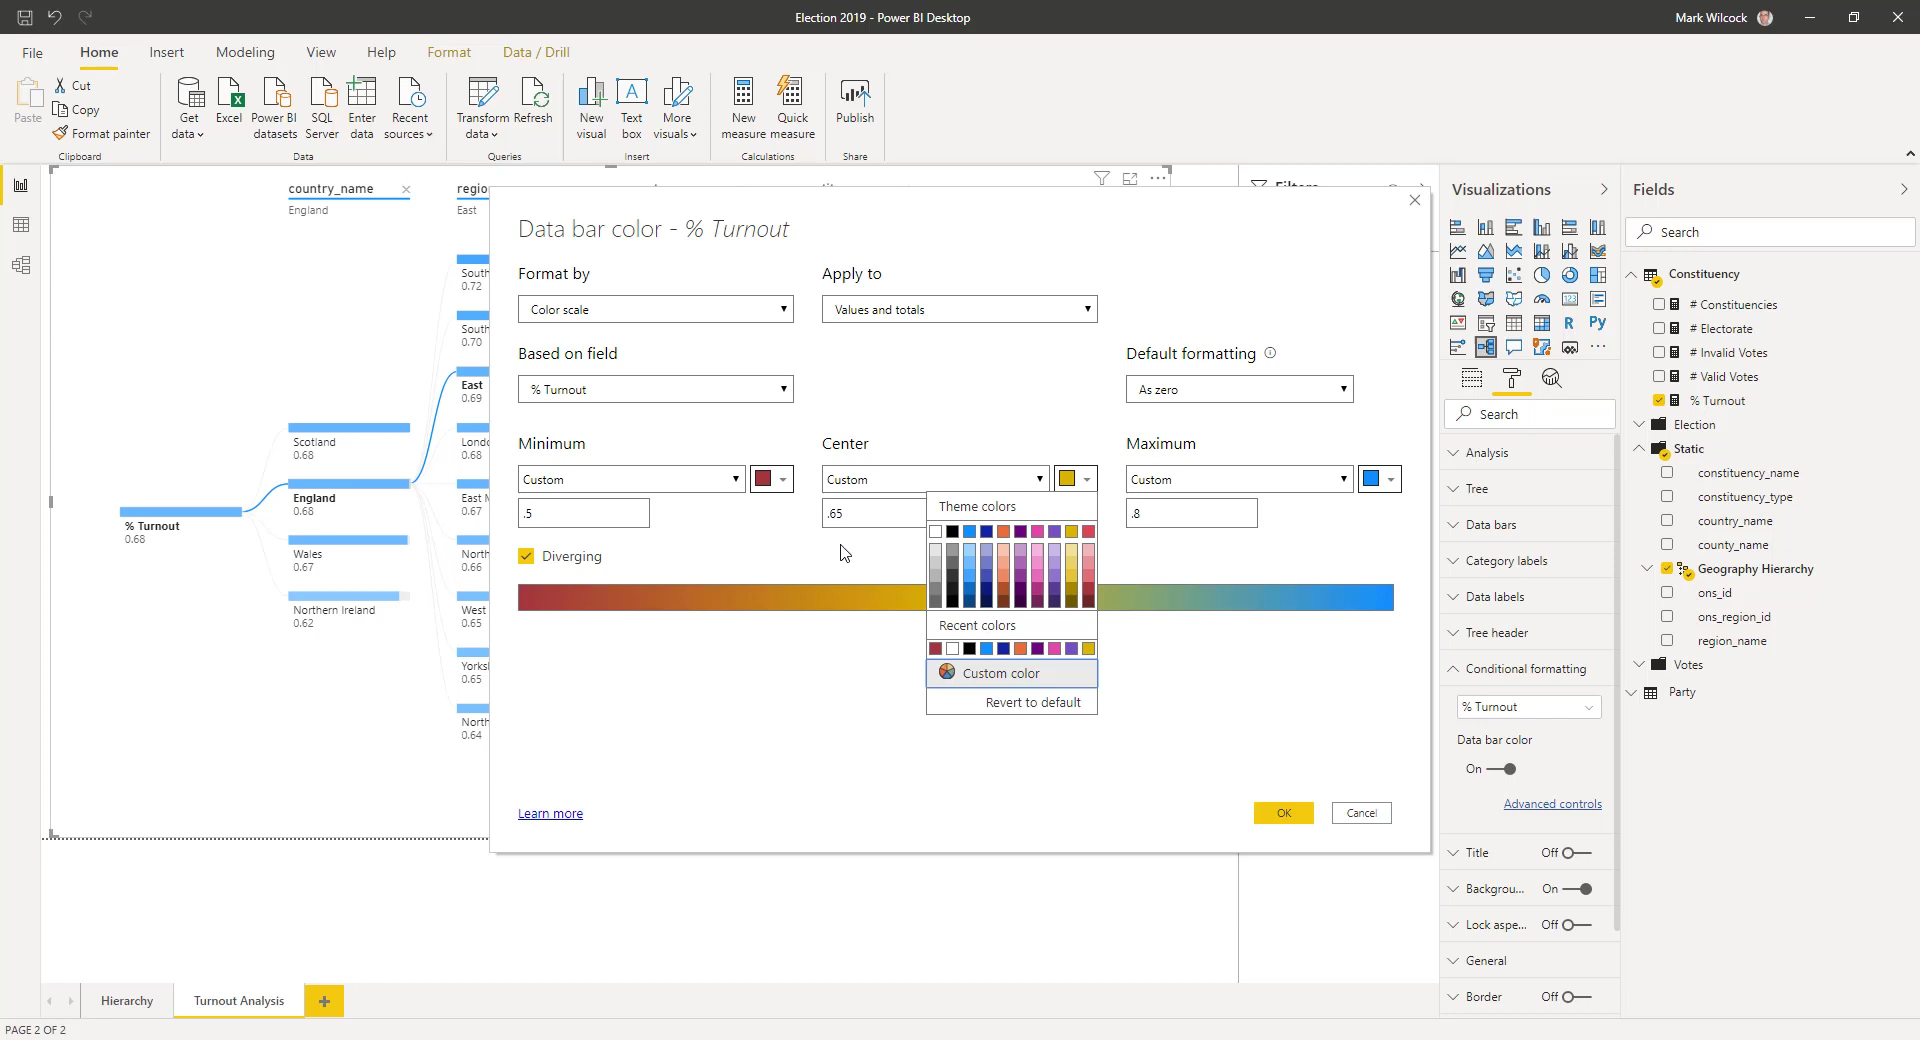 Election 2019 - Power BI Desktop
Mark Wilcock
File
Home
Insert
Modeling
View
Help
Format
Data / Drill
Paste
Cut
Copy
Format painter
Clipboard
Get data
Excel
Power BI datasets
SQL Server
Enter data
Recent sources
Data
Transform data
Refresh
Queries
New visual
Text box
More visuals
Insert
New measure
Quick measure
Calculations
Publish
Share
country_name
England
regio
East
South
0.72
South
0.70
East
0.69
Londo
0.68
East M
0.67
North
0.66
West
0.65
Yorks
0.65
North
0.64
Scotland
0.68
England
0.68
Wales
0.67
Northern Ireland
0.62
% Turnout
0.68
Data bar color - % Turnout
Format by
Color scale
Apply to
Values and totals
Based on field
% Turnout
Default formatting
As zero
Minimum
Custom
.5
Center
Custom
.65
Maximum
Custom
.8
Diverging
Theme colors
Recent colors
Custom color
Revert to default
Learn more
OK
Cancel
Visualizations
R
Py
123
Search
Analysis
Tree
Data bars
Category labels
Data labels
Tree header
Conditional formatting
% Turnout
Data bar color
On
Advanced controls
Title
Off
Backgrou...
On
Lock aspe...
Off
General
Border
Off
Fields
Search
Constituency
# Constituencies
# Electorate
# Invalid Votes
# Valid Votes
% Turnout
Election
Static
constituency_name
constituency_type
country_name
county_name
Geography Hierarchy
ons_id
ons_region_id
region_name
Votes
Party
Hierarchy
Turnout Analysis
PAGE 2 OF 2